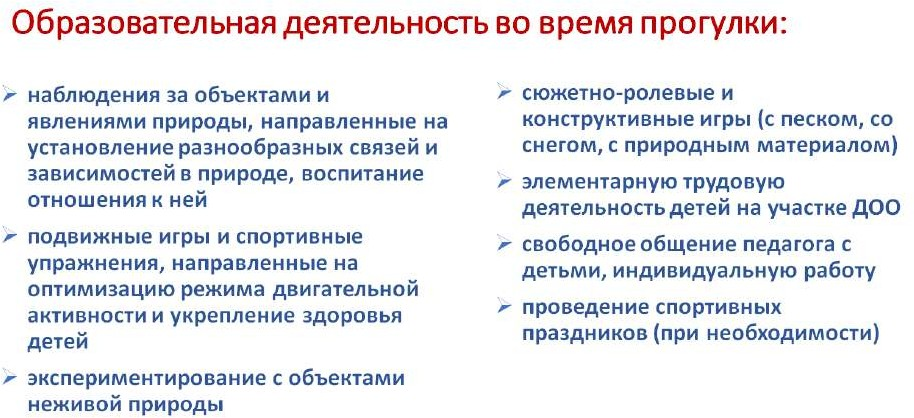 Образовательная деятельность во время прогулки:
➢ наблюдения за объектами и
явлениями природы, направленные на
установление разнообразных связей и
зависимостей в природе, воспитание
отношения к ней
➢ подвижные игры и спортивные
упражнения, направленные на
оптимизацию режима двигательной
активности и укрепление здоровья
детей
➢ экспериментирование с объектами
неживой природы
➢ сюжетно-ролевые и
конструктивные игры (с песком, со
снегом, с природным материалом)
➢ элементарную трудовую
деятельность детей на участке ДОО
➢ свободное общение педагога с
детьми, индивидуальную работу
➢ проведение спортивных
праздников (при необходимости)